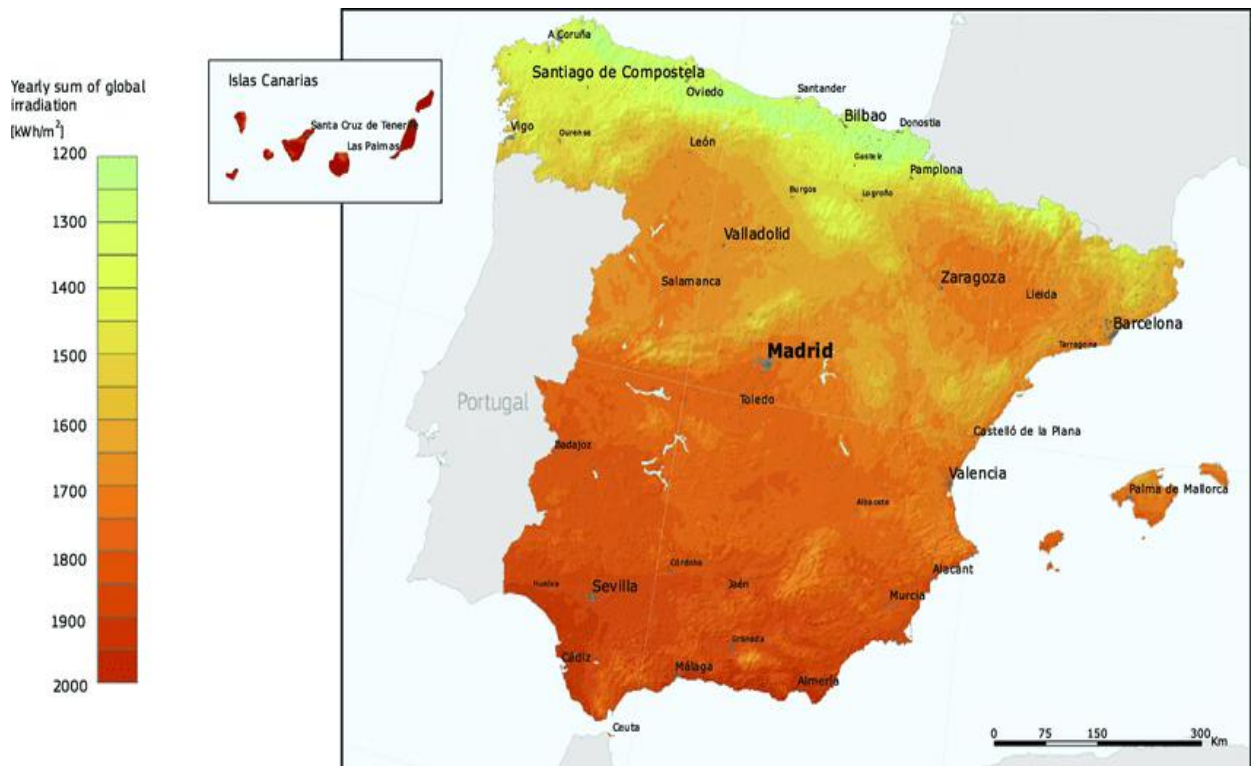 Yearly sum of global
irradiation
[kWh/m²]
1200
1300
1400
1500
1600
1700
1800
1900
2000
Islas Canarias
Santa Cruz de Tenerife
Las Palmas
A Coruña
Santiago de Compostela
Oviedo
Santander
Bilbao
Donostia
Vigo
Ourense
León
Gasteiz
Pamplona
Burgos
Logroño
Valladolid
Salamanca
Zaragoza
Lleida
Barcelona
Tarragona
Madrid
Portugal
Toledo
Castelló de la Plana
Badajoz
Valencia
Albacete
Palma de Mallorca
Alacant
Córdoba
Huelva
Sevilla
Jaén
Murcia
Granada
Cádiz
Málaga
Almería
Ceuta
0 75 150 300
Km